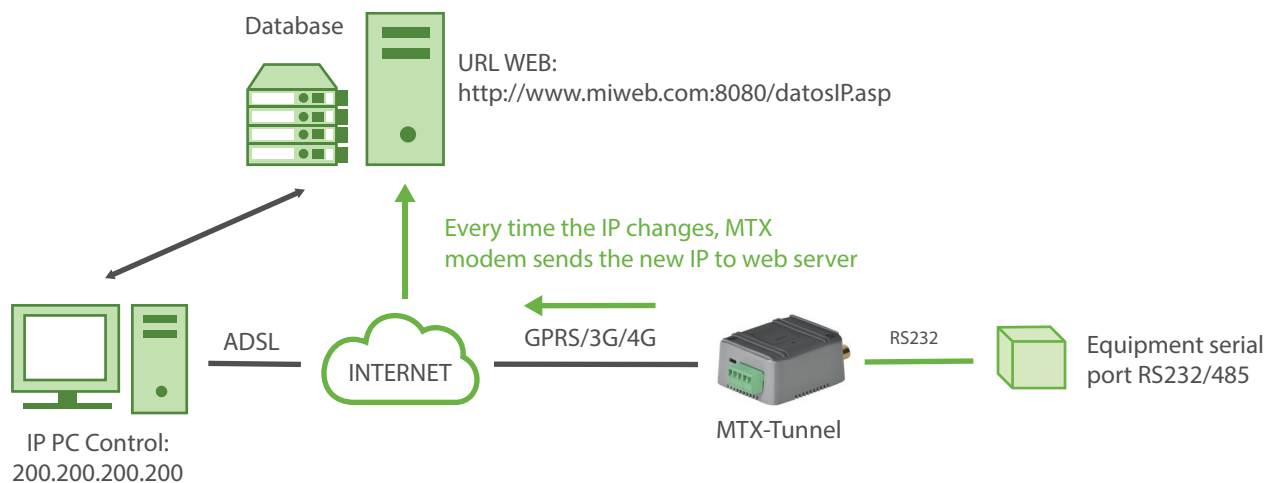 Database
URL WEB:
http://www.miweb.com:8080/datosIP.asp
Every time the IP changes, MTX
modem sends the new IP to web server
ADSL
INTERNET
GPRS/3G/4G
RS232
Equipment serial
port RS232/485
MTX-Tunnel
IP PC Control:
200.200.200.200